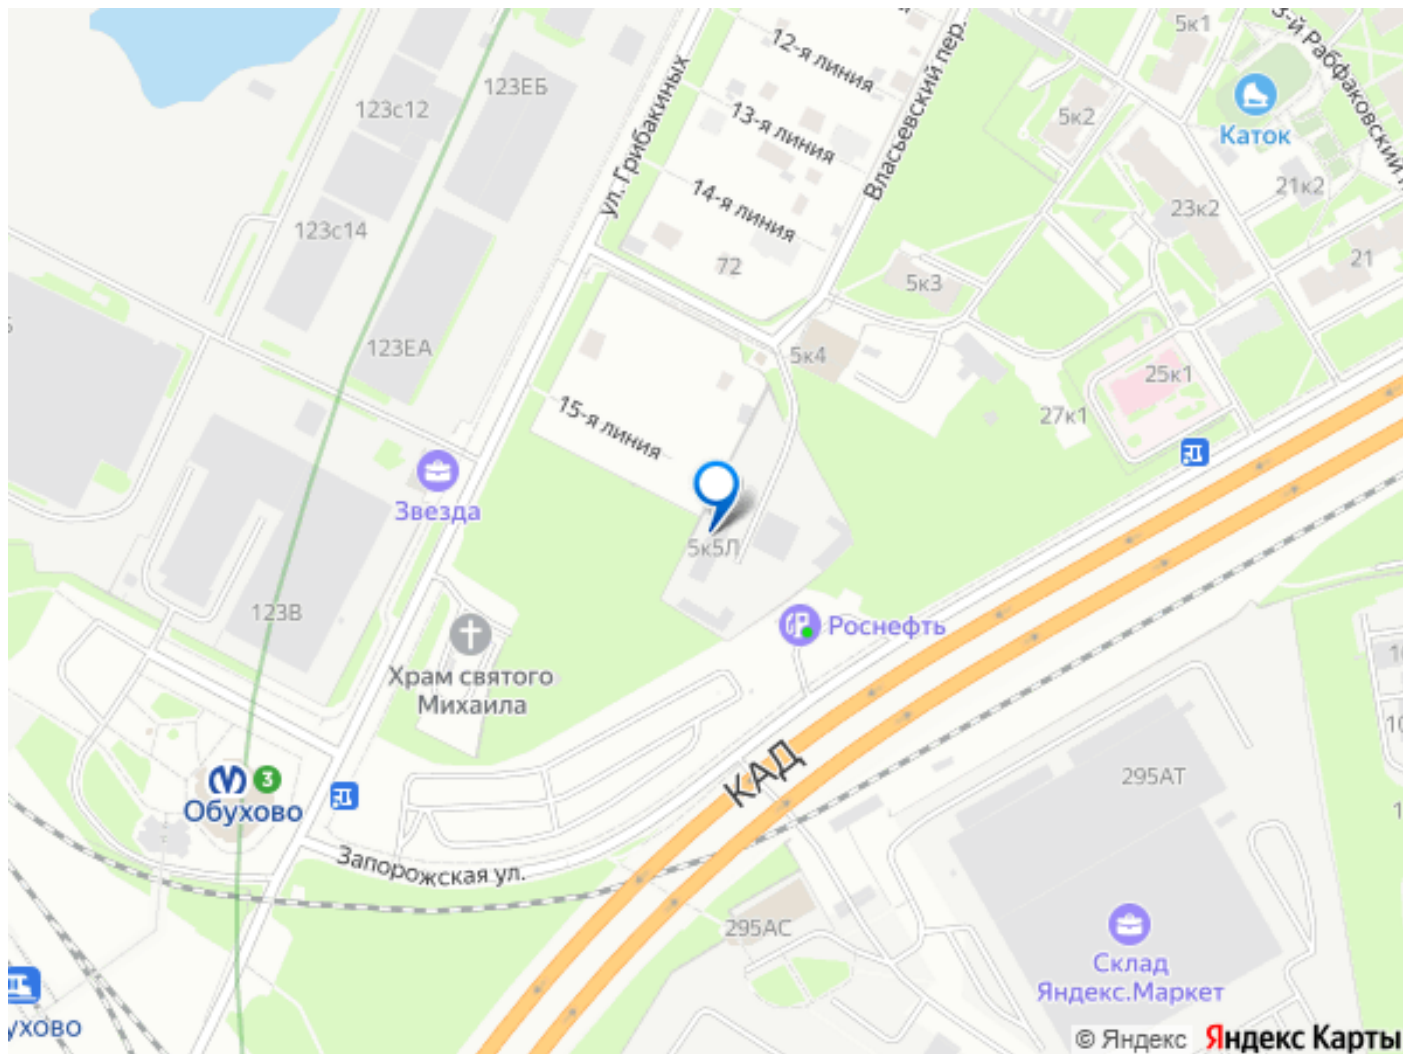 12-я линия
5к1
3-й Рабфаковский п
123ЕБ
123с12
ул. Грибакиных
13-я линия
Власьевский пер.
5к2
Каток
14-я линия
21к2
23к2
123с14
72
5к3
21
123ЕА
5к4
25к1
15-я линия
27к1
Звезда
5к5Л
123В
Роснефть
Храм святого
Михаила
КАД
295АТ
3
Обухово
Запорожская ул.
295АС
Склад
Яндекс.Маркет
ухово
© Яндекс Яндекс Карты